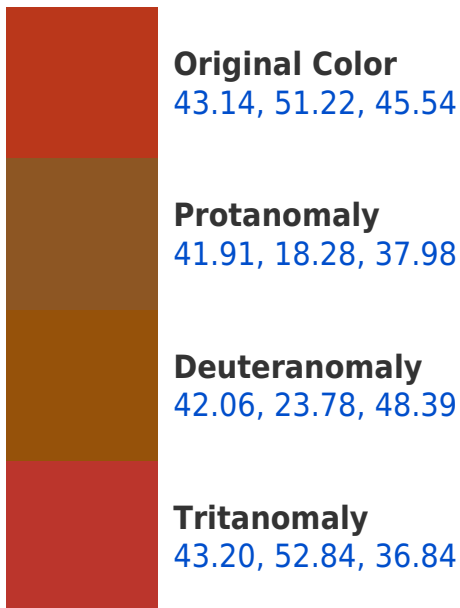 Original Color
43.14, 51.22, 45.54
Protanomaly
41.91, 18.28, 37.98
Deuteranomaly
42.06, 23.78, 48.39
Tritanomaly
43.20, 52.84, 36.84